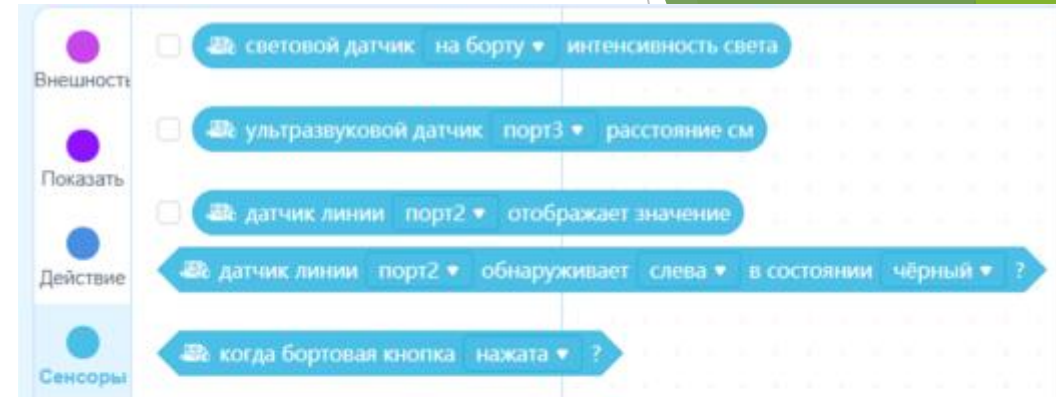 Внешность
Показать
Действие
Сенсоры
световой датчик на борту интенсивность света
ультразвуковой датчик порт3 расстояние см
датчик линии порт2 отображает значение
датчик линии порт2 обнаруживает слева в состоянии чёрный ?
когда бортовая кнопка нажата ?